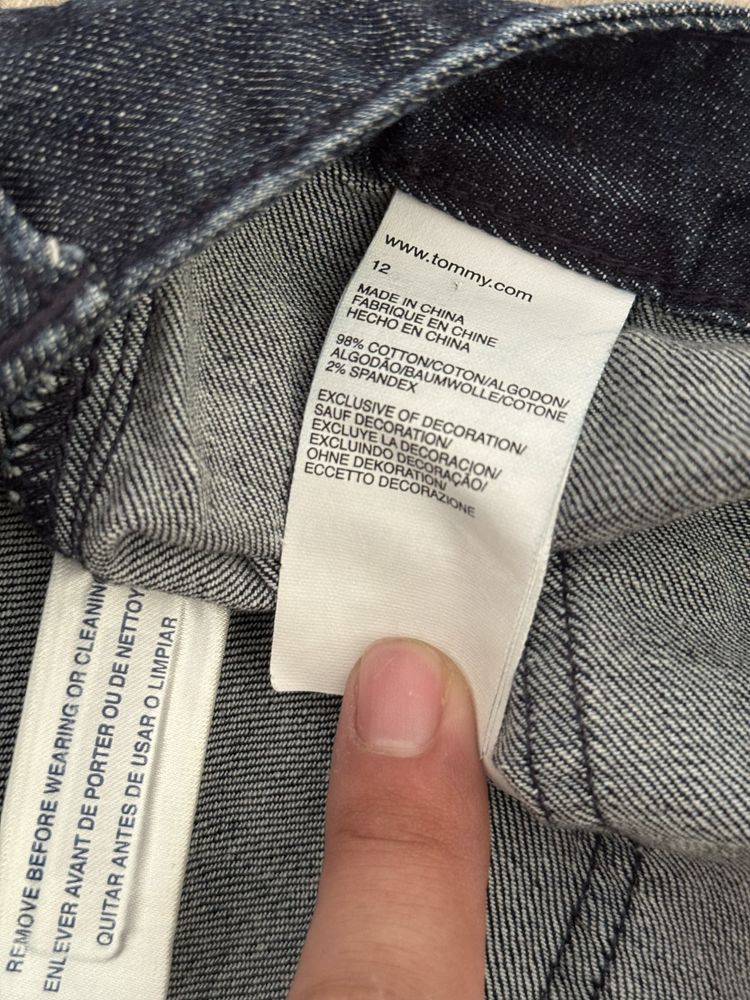 www.tommy.com
12
MADE IN CHINA
FABRIQUE EN CHINE
HECHO EN CHINA
98% COTTON/COTON/ALGODON/
ALGODÃO/BAUMWOLLE/COTONE
2% SPANDEX
EXCLUSIVE OF DECORATION/
SAUF DECORATION/
EXCLUYE LA DECORACION/
EXCLUINDO DECORAÇÃO/
OHNE DEKORATION/
ECCETTO DECORAZIONE
REMOVE BEFORE WEARING OR CLEANING
ENLEVER AVANT DE PORTER OU DE NETTOY
QUITAR ANTES DE USAR O LIMPIAR